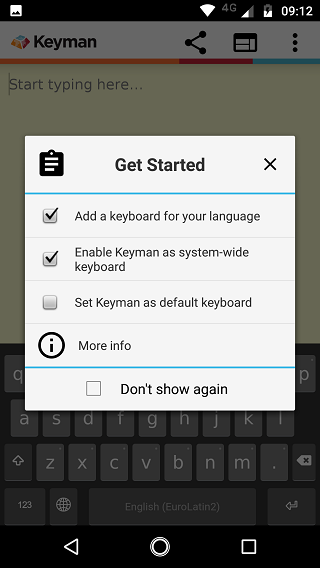 4G 09:12
Keyman
Start typing here...
Get Started
Add a keyboard for your language
Enable Keyman as system-wide
keyboard
Set Keyman as default keyboard
More info
Don't show again
q p
a s d f g h j k l
z x c v b n m .
123 English (EuroLatin2)